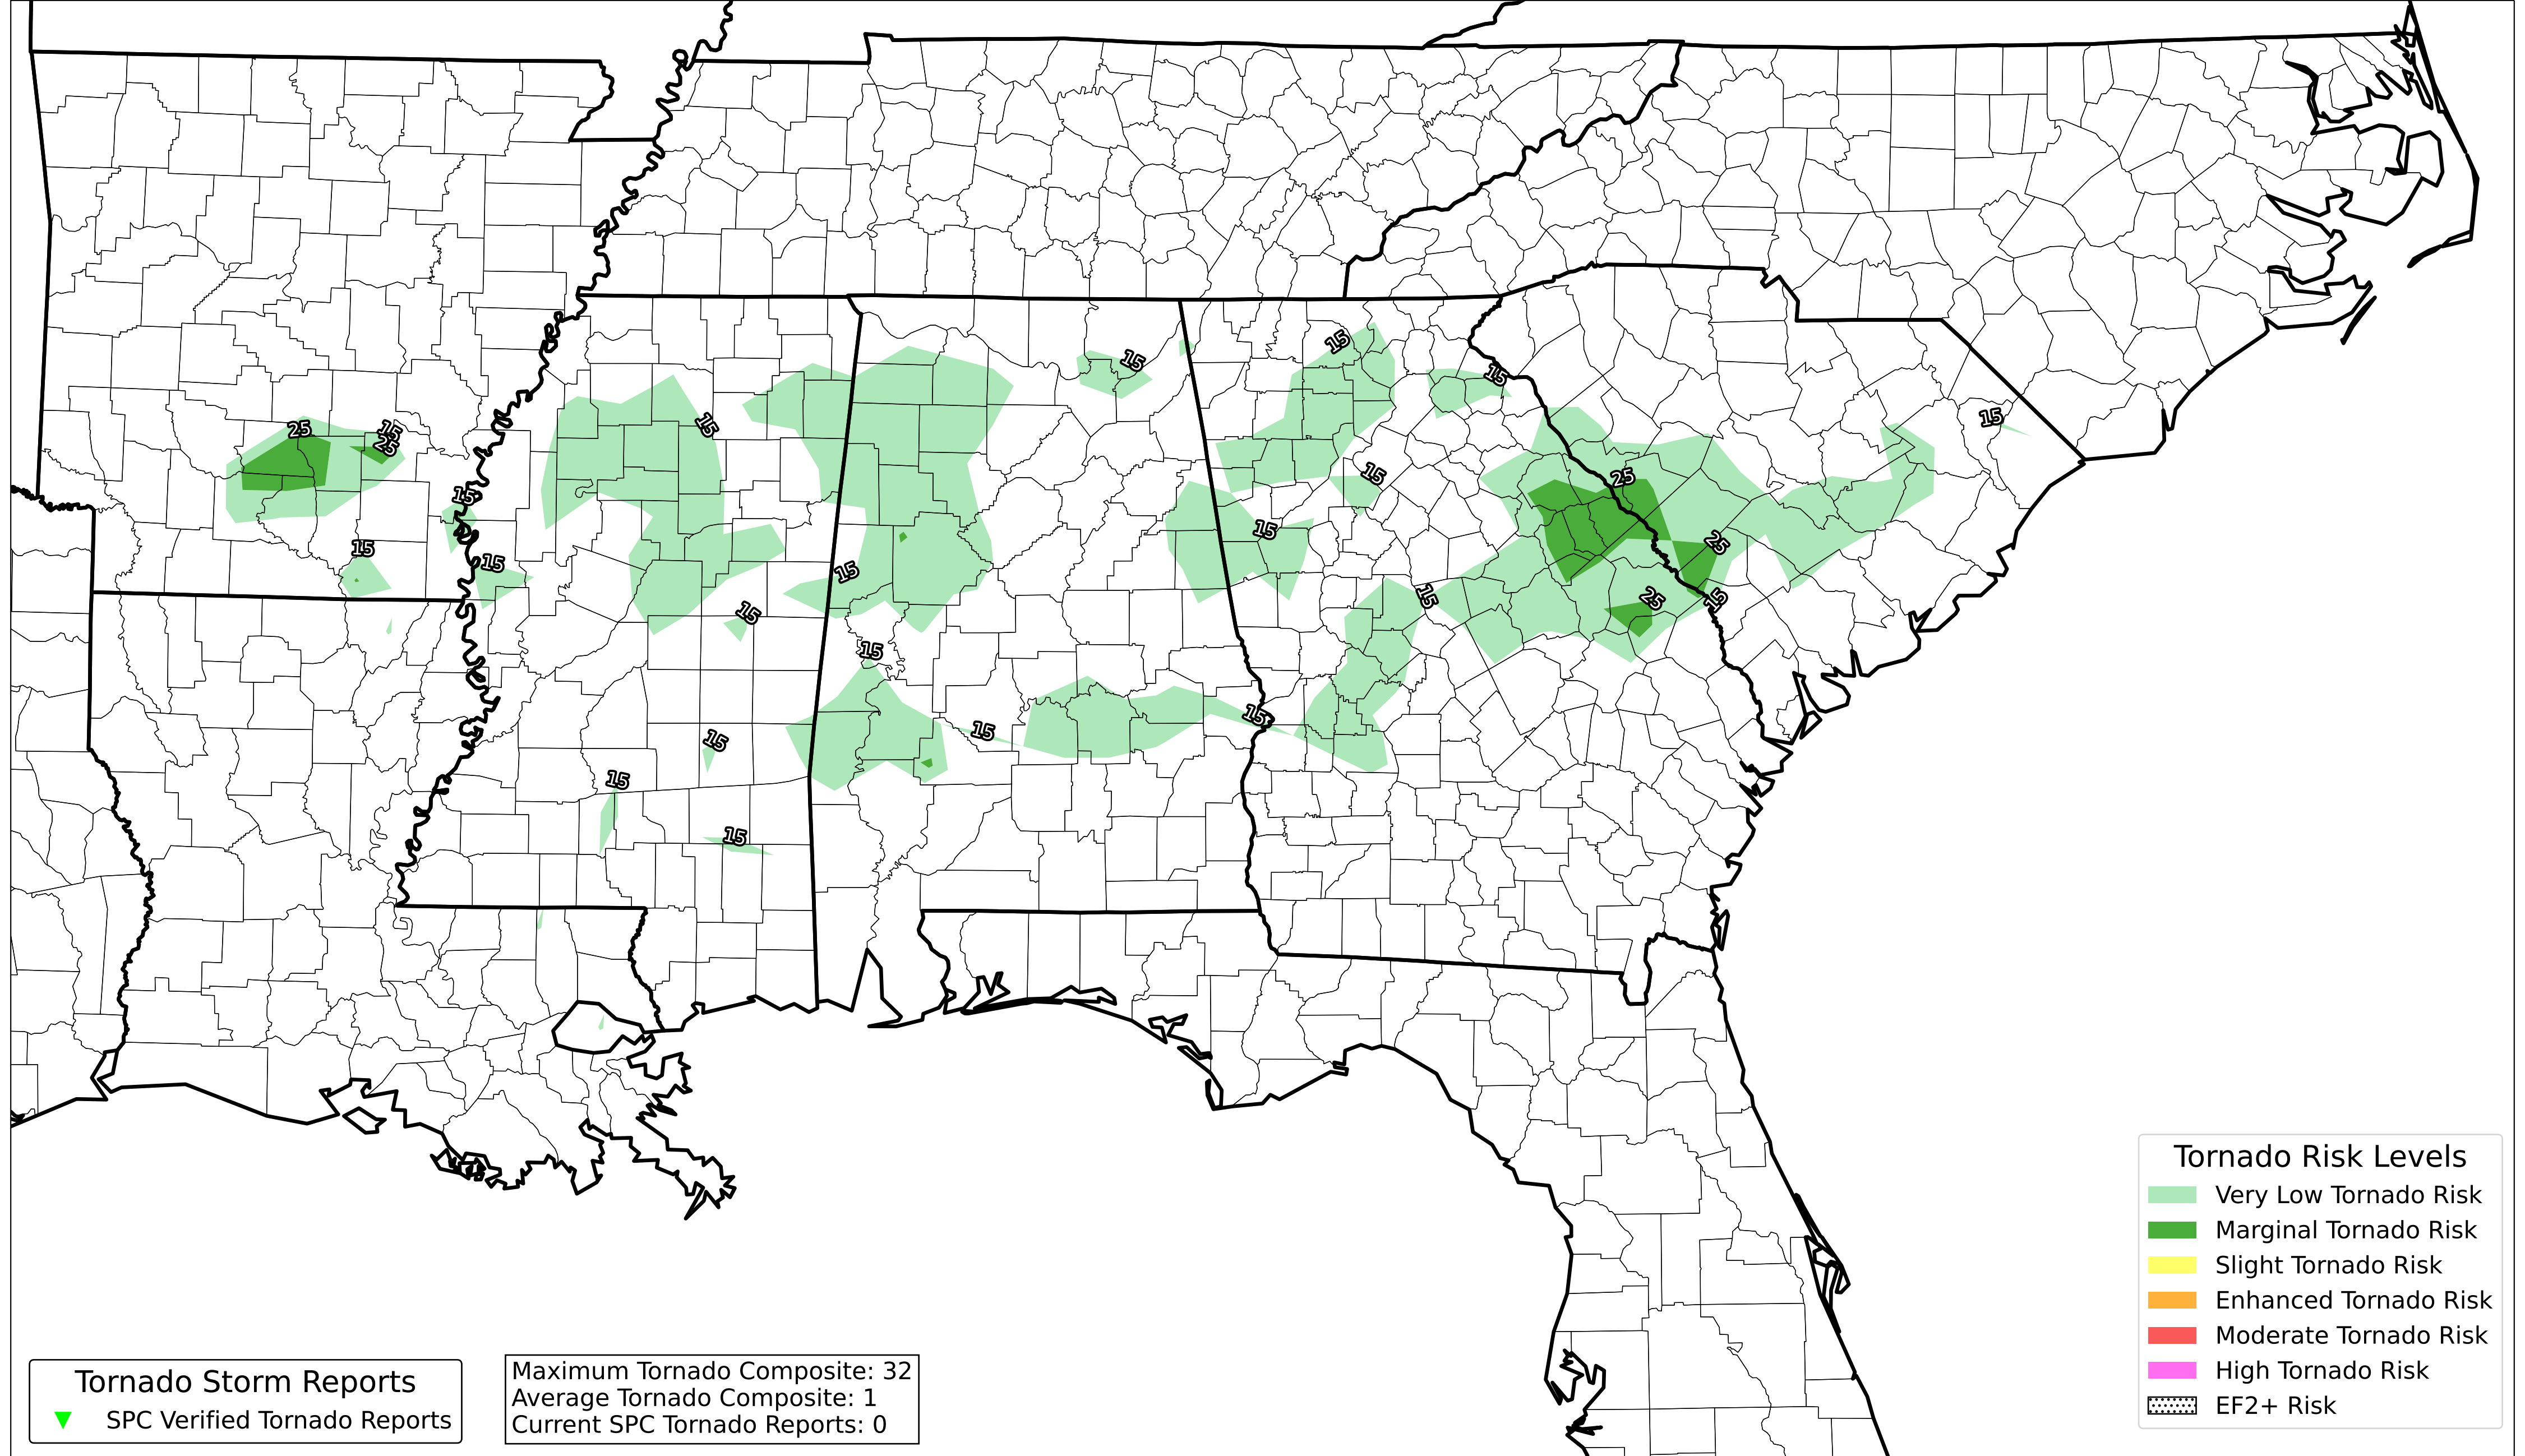 15
15
15
15
15
25
15
25
15
25
15
15
15
25
15
15
15
25
15
15
15
15
15
15
15
15
Tornado Risk Levels
Very Low Tornado Risk
Marginal Tornado Risk
Slight Tornado Risk
Enhanced Tornado Risk
Moderate Tornado Risk
High Tornado Risk
EF2+ Risk
Tornado Storm Reports
SPC Verified Tornado Reports
Maximum Tornado Composite: 32
Average Tornado Composite: 1
Current SPC Tornado Reports: 0